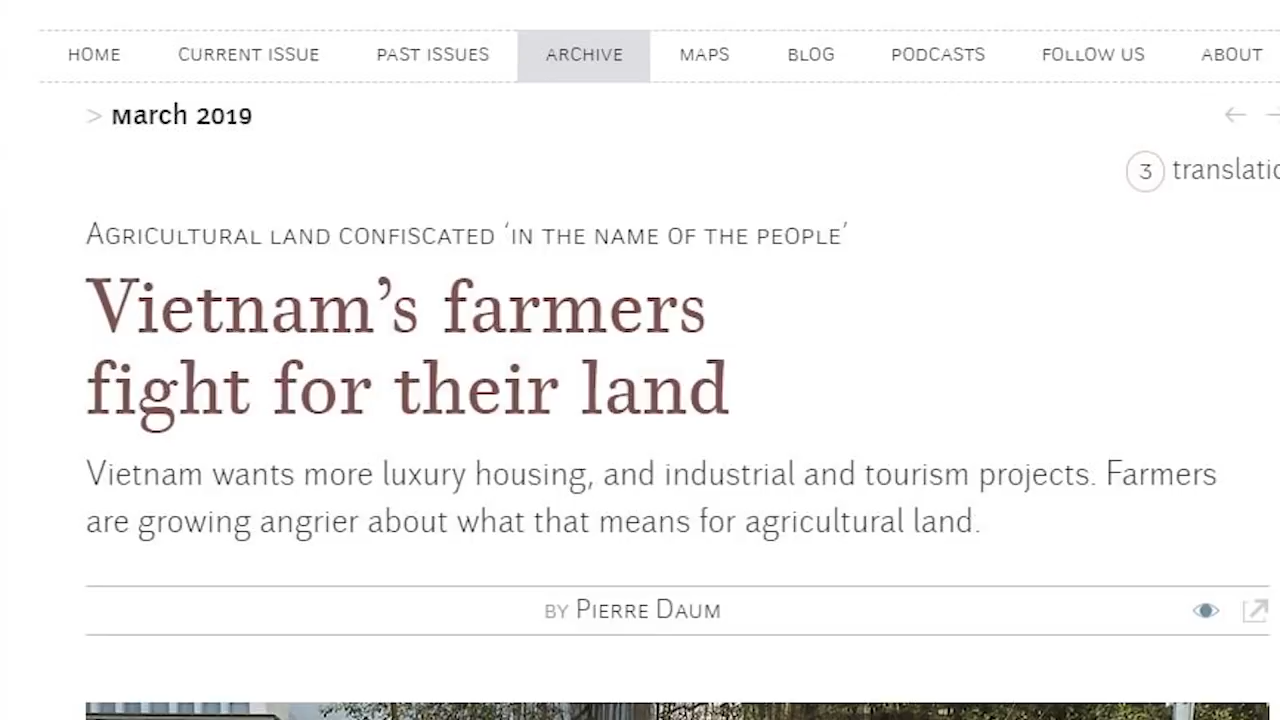 HOME CURRENT ISSUE PAST ISSUES ARCHIVE MAPS BLOG PODCASTS FOLLOW US ABOUT
> March 2019
3
AGRICULTURAL LAND CONFISCATED ‘IN THE NAME OF THE PEOPLE’
Vietnam’s farmers
fight for their land
Vietnam wants more luxury housing, and industrial and tourism projects. Farmers
are growing angrier about what that means for agricultural land.
BY PIERRE DAUM